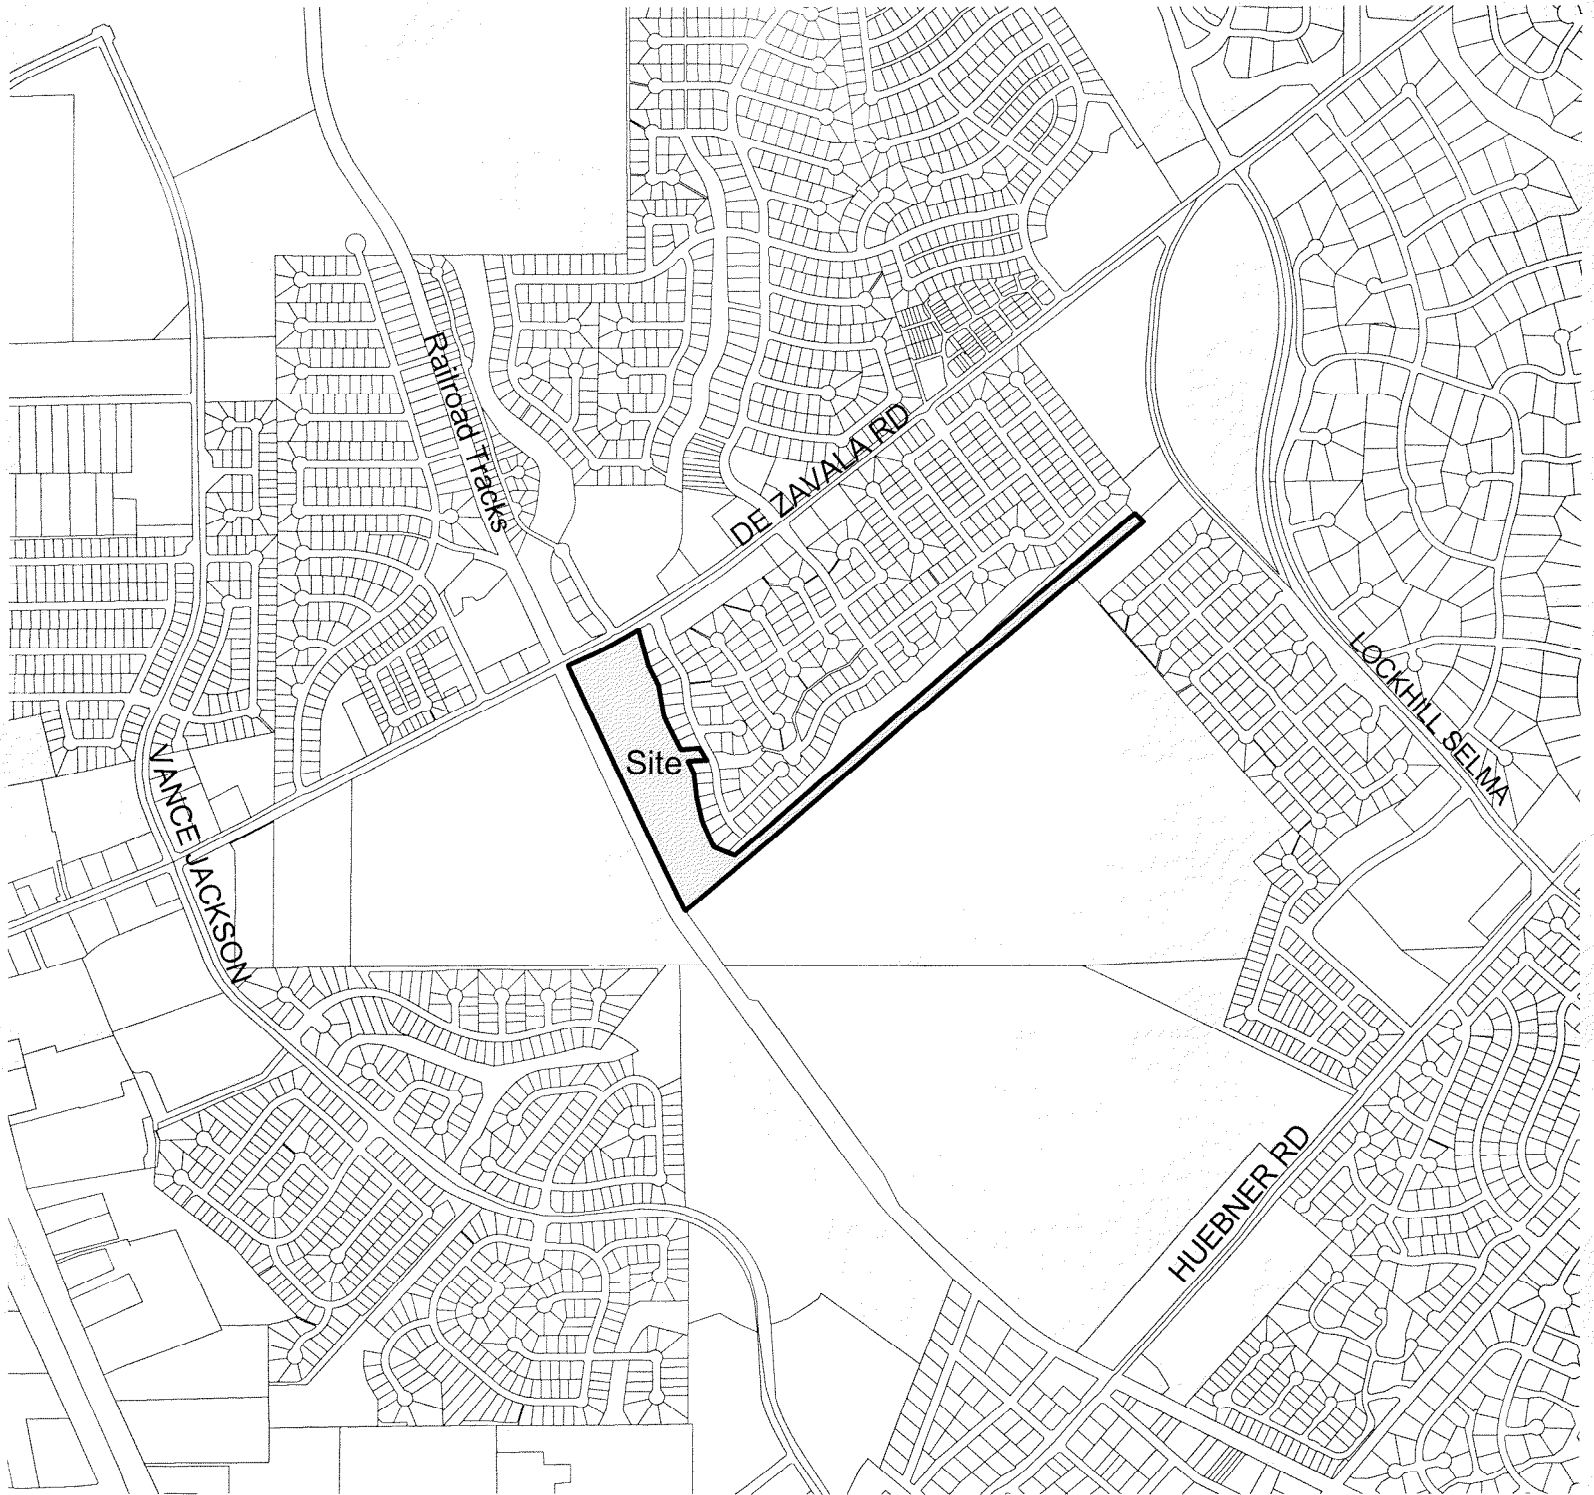 Railroad Tracks
DE ZAVALA RD
LOCKHILL SELMA
Site
VANCE JACKSON
HUEBNER RD